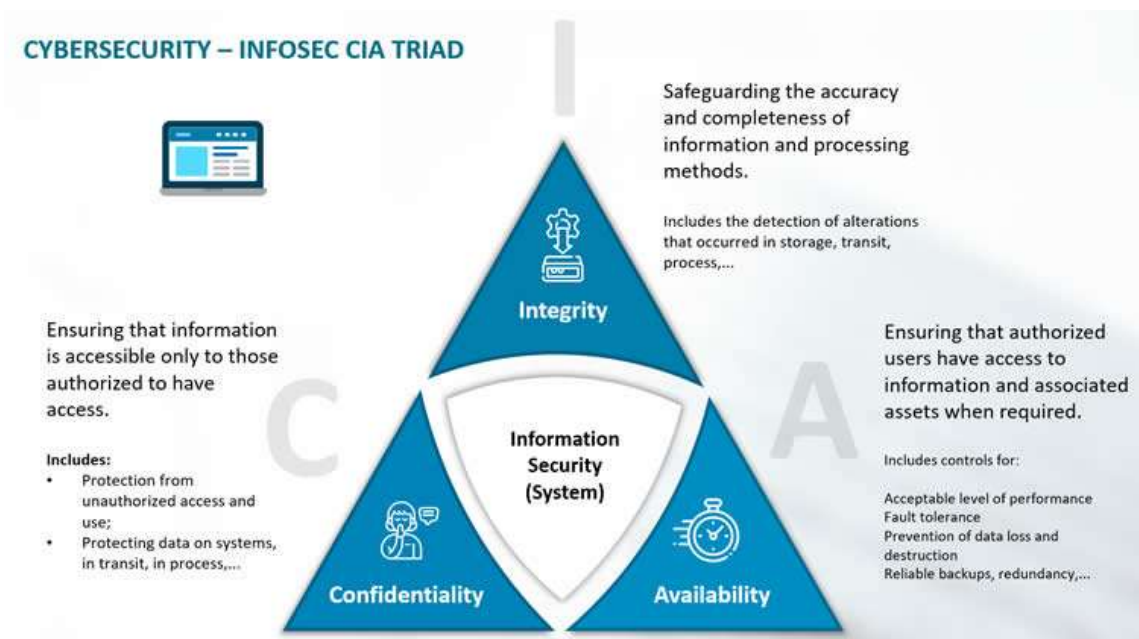 CYBERSECURITY – INFOSEC CIA TRIAD
I
Safeguarding the accuracy
and completeness of
information and processing
methods.
Includes the detection of alterations
that occurred in storage, transit,
process,...
Integrity
Ensuring that information
is accessible only to those
authorized to have
access.
Includes:
• Protection from
unauthorized access and
use;
• Protecting data on systems,
in transit, in process,...
C
Confidentiality
Information
Security
(System)
A
Availability
Ensuring that authorized
users have access to
information and associated
assets when required.
Includes controls for:
Acceptable level of performance
Fault tolerance
Prevention of data loss and
destruction
Reliable backups, redundancy,...